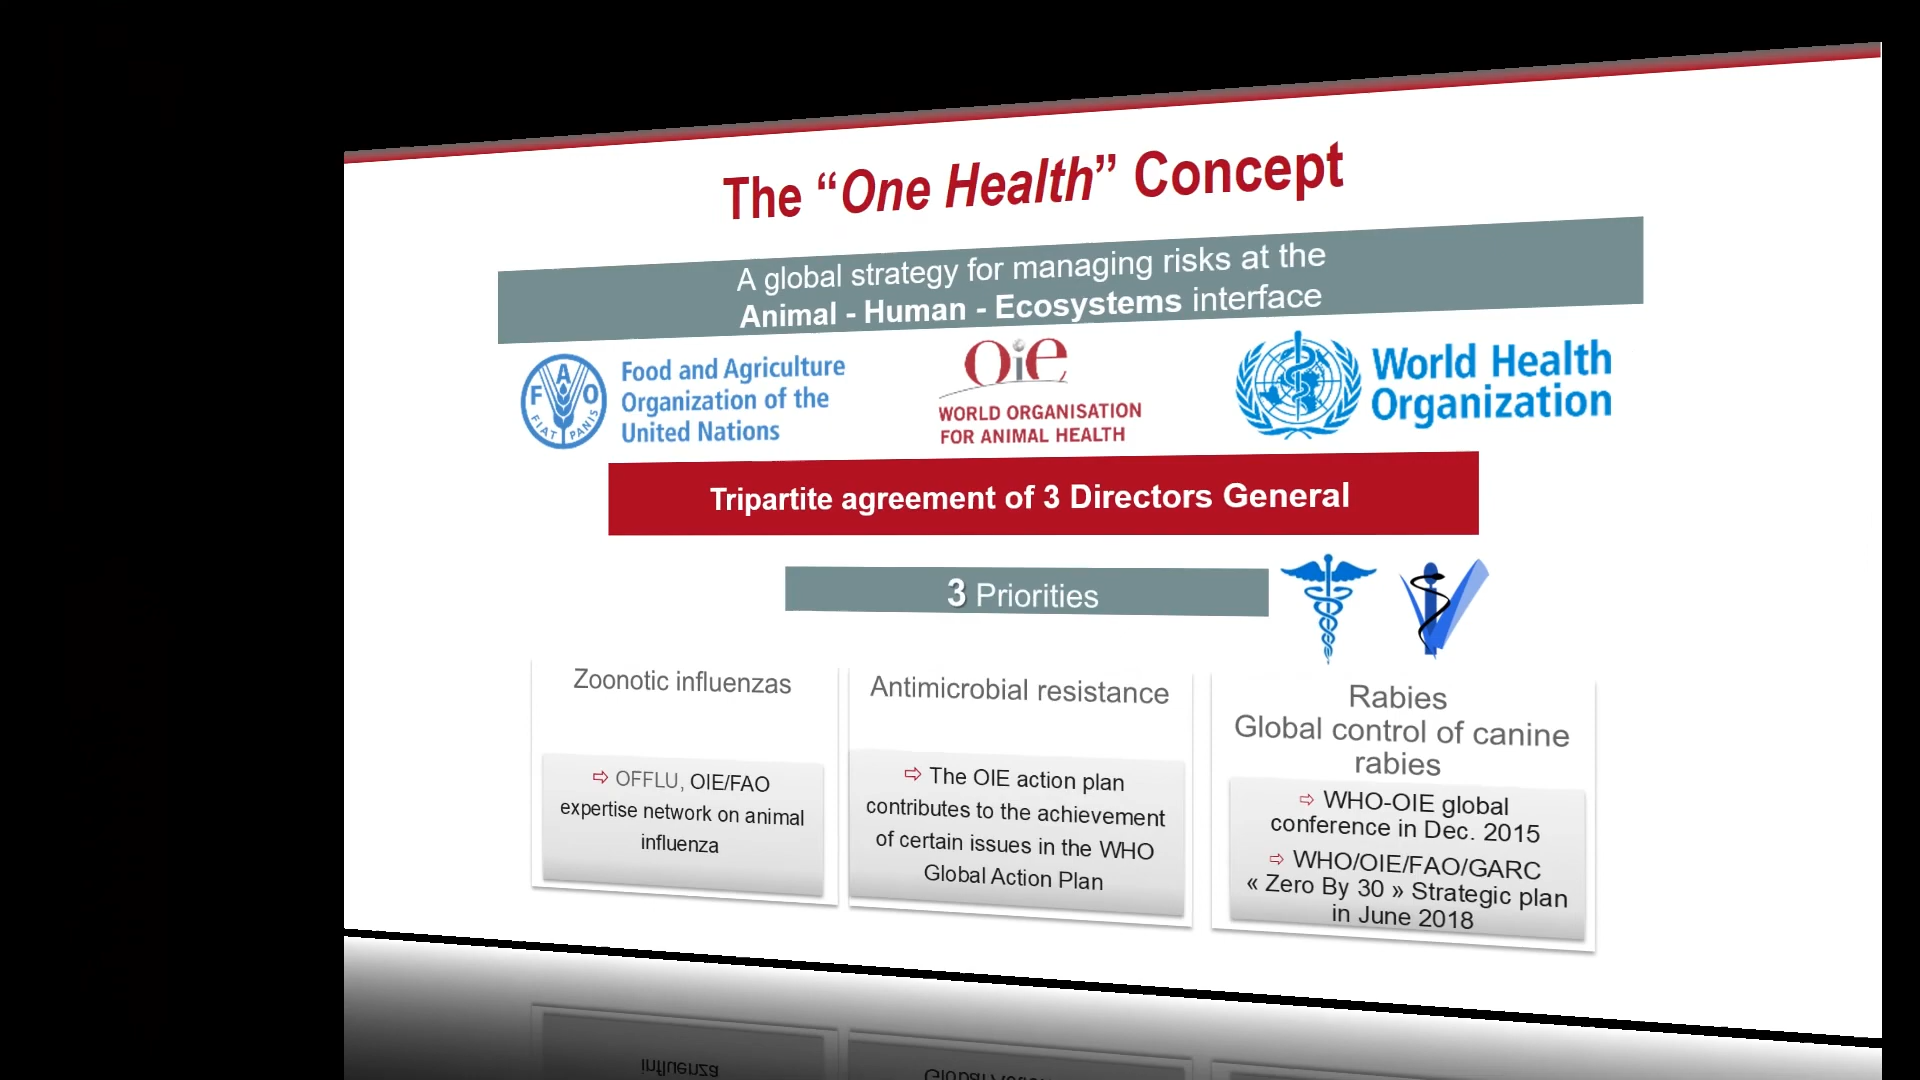 The “One Health” Concept
A global strategy for managing risks at the
Animal - Human - Ecosystems interface
F A O
FIAT PANIS
Food and Agriculture
Organization of the
United Nations
Oie
WORLD ORGANISATION
FOR ANIMAL HEALTH
World Health
Organization
Tripartite agreement of 3 Directors General
3 Priorities
Zoonotic influenzas
⇨ OFFLU, OIE/FAO
expertise network on animal
influenza
Antimicrobial resistance
⇨ The OIE action plan
contributes to the achievement
of certain issues in the WHO
Global Action Plan
Rabies
Global control of canine
rabies
⇨ WHO-OIE global
conference in Dec. 2015
⇨ WHO/OIE/FAO/GARC
« Zero By 30 » Strategic plan
in June 2018